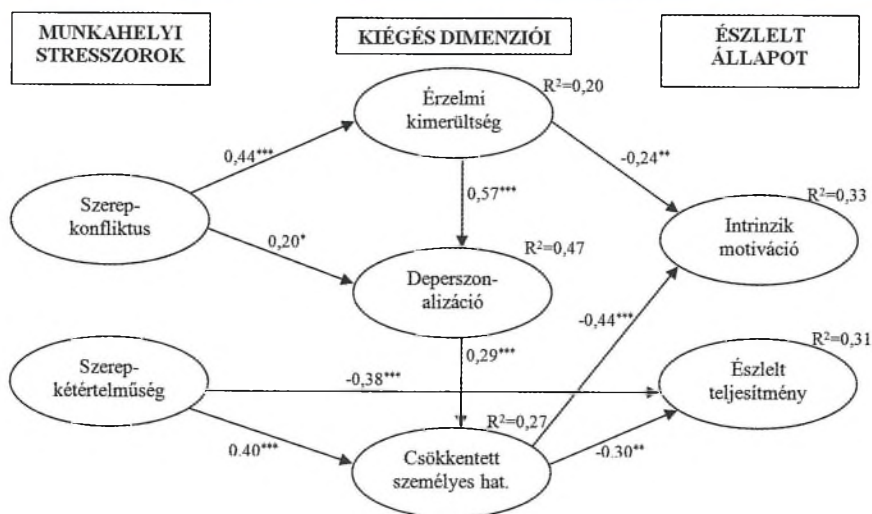 MUNKAHELYI
STRESSZOROK
KIÉGÉS DIMENZIÓI
ÉSZLELT
ÁLLAPOT
R²=0,20
Érzelmi
kimerültség
0,44***
-0,24**
Szerep-
konfliktus
0,57***
R²=0,33
Intrinzik
motiváció
0,20*
R²=0,47
Deperszon-
alizáció
-0,44***
Szerep-
kétértelműség
0,29***
R²=0,31
-0,38***
Észlelt
teljesítmény
R²=0,27
0.40***
-0.30**
Csökkentett
személyes hat.